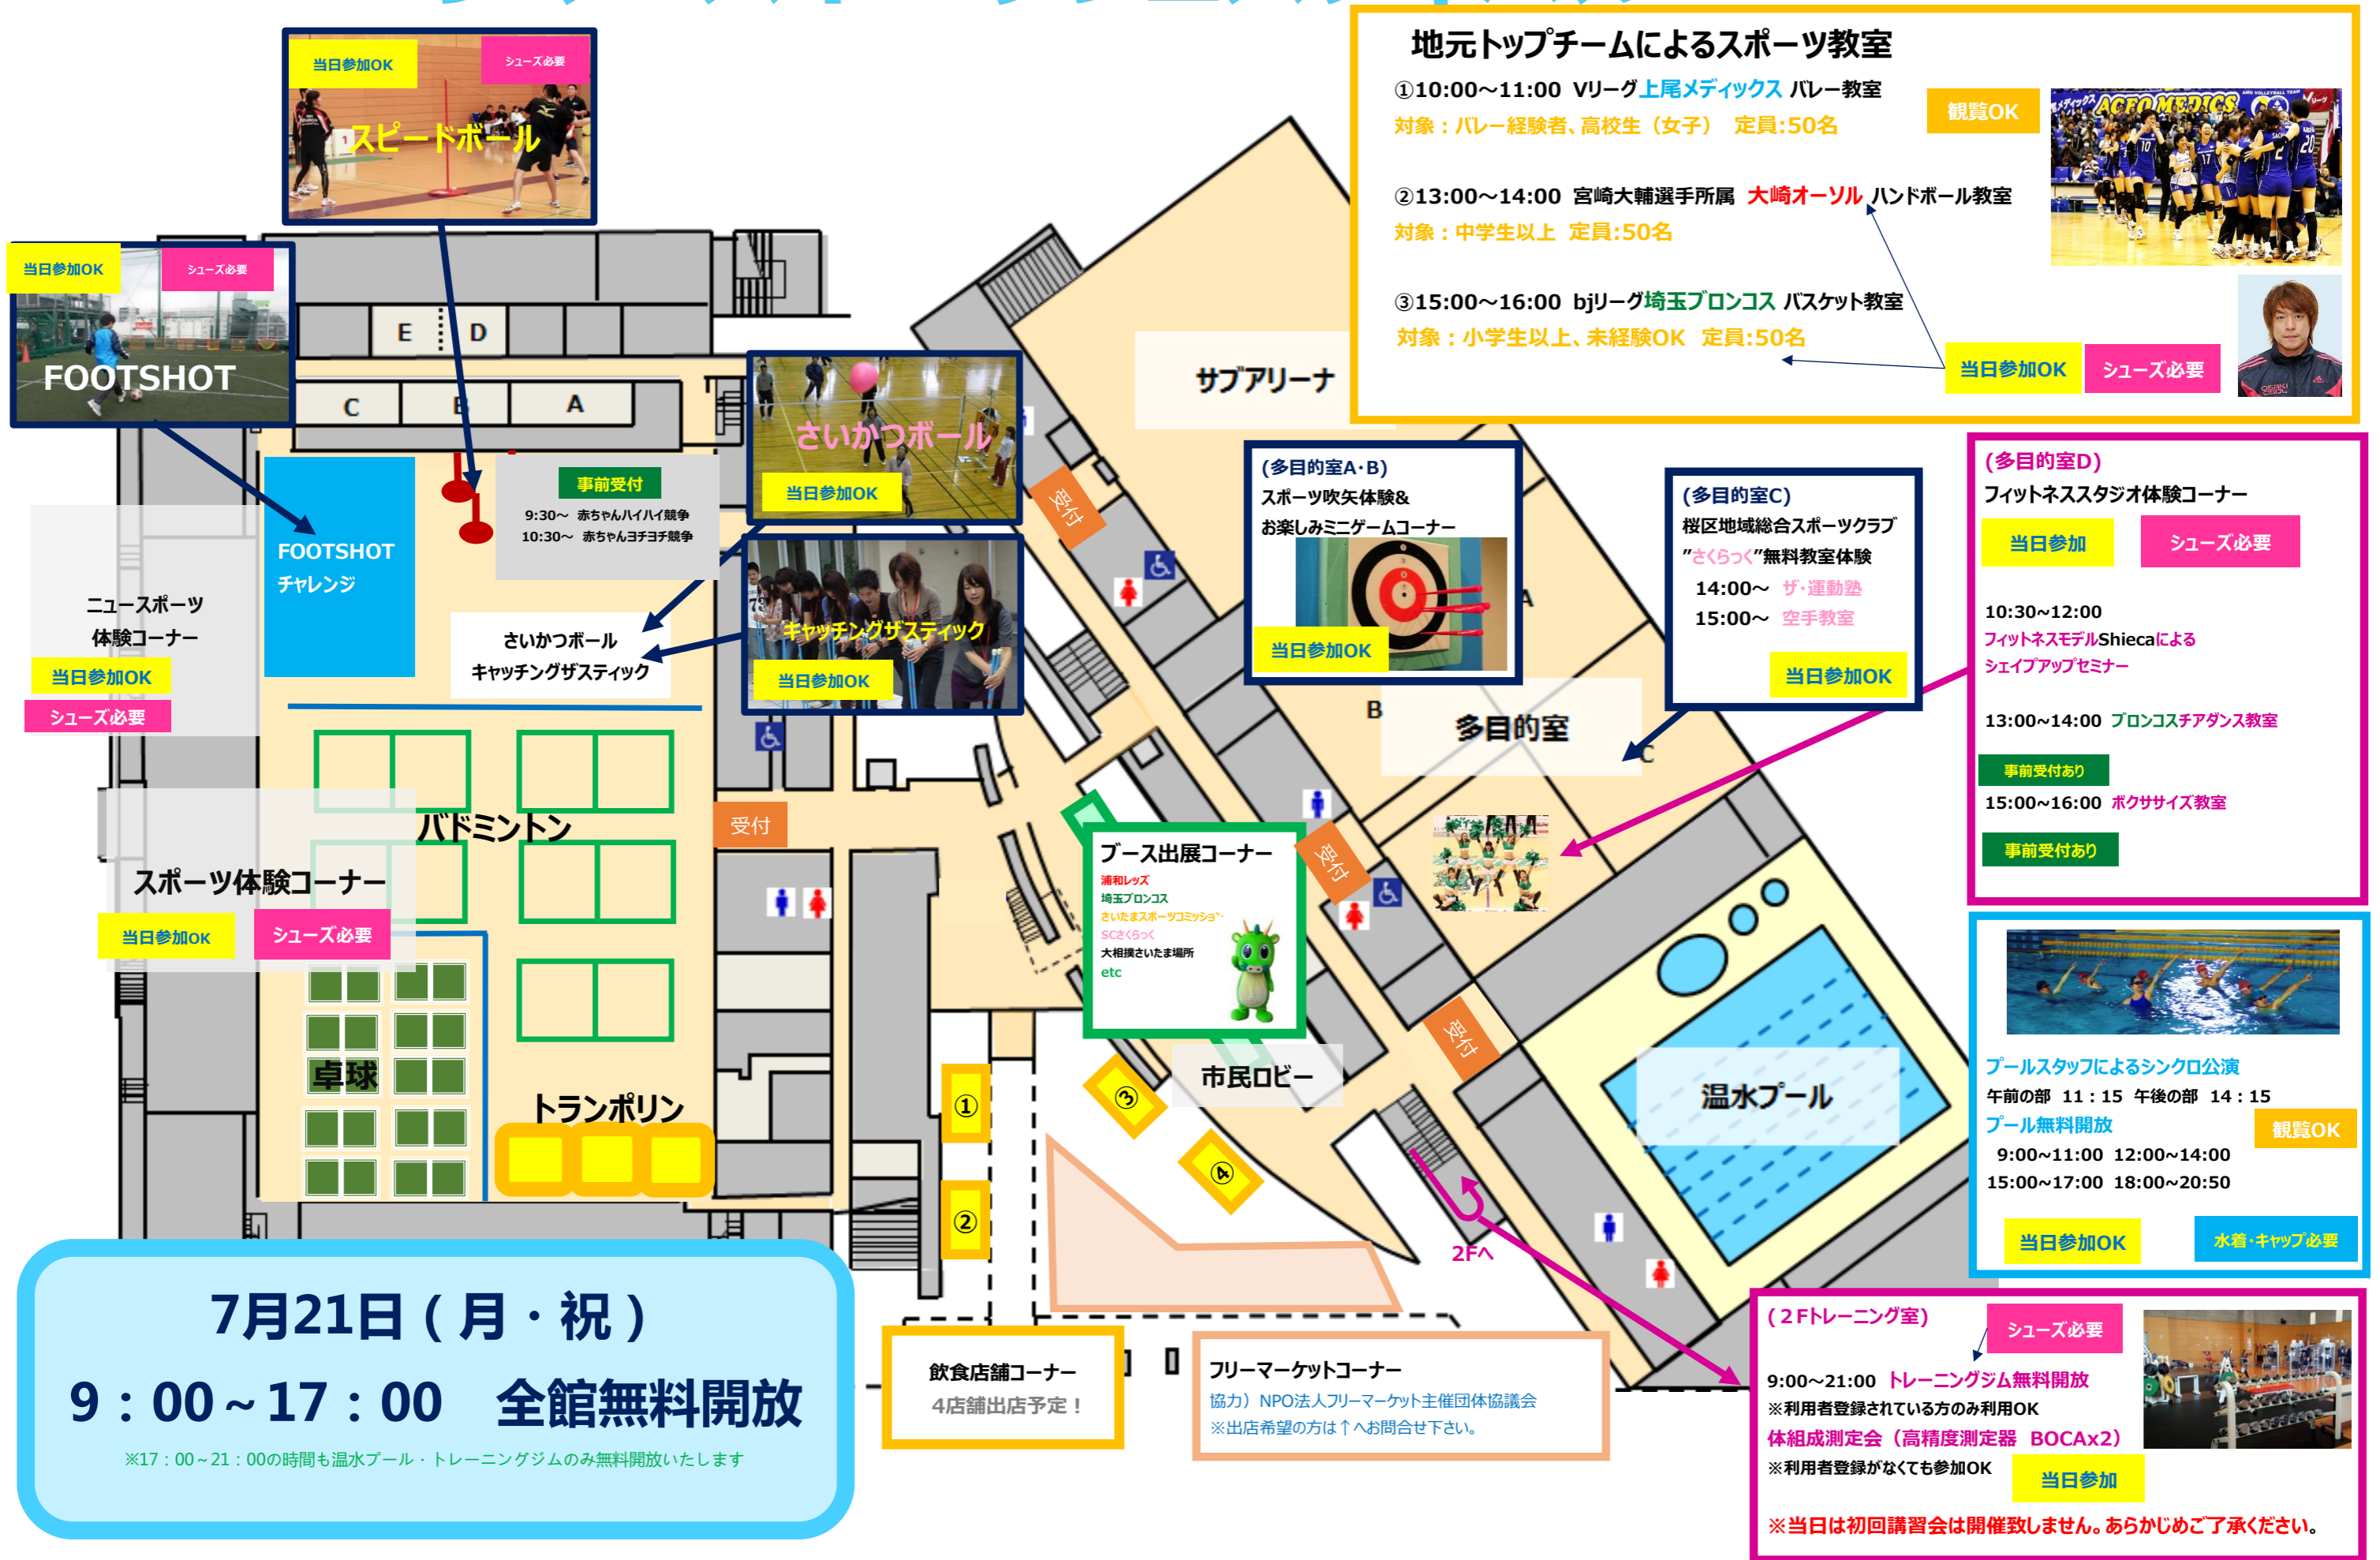 地元トップチームによるスポーツ教室
①10:00～11:00 Vリーグ上尾メディックス バレー教室
対象：バレー経験者、高校生（女子） 定員:50名
観覧OK
AGEO MEDICS
②13:00～14:00 宮崎大輔選手所属 大崎オーソル ハンドボール教室
対象：中学生以上 定員:50名
③15:00～16:00 bjリーグ埼玉ブロンコス バスケット教室
対象：小学生以上、未経験OK 定員:50名
当日参加OK
シューズ必要
当日参加OK
シューズ必要
スピードボール
当日参加OK
シューズ必要
FOOTSHOT
E
D
C
B
A
サブアリーナ
さいかつボール
当日参加OK
キャッチングザスティック
当日参加OK
事前受付
9:30～ 赤ちゃんハイハイ競争
10:30～ 赤ちゃんヨチヨチ競争
FOOTSHOT
チャレンジ
さいかつボール
キャッチングザスティック
ニュースポーツ
体験コーナー
当日参加OK
シューズ必要
受付
(多目的室A・B)
スポーツ吹矢体験&
お楽しみミニゲームコーナー
当日参加OK
(多目的室C)
桜区地域総合スポーツクラブ
”さくらっく”無料教室体験
14:00～ ザ・運動塾
15:00～ 空手教室
当日参加OK
(多目的室D)
フィットネススタジオ体験コーナー
当日参加
シューズ必要
10:30~12:00
フィットネスモデルShiecaによる
シェイプアップセミナー
13:00~14:00 ブロンコスチアダンス教室
事前受付あり
15:00~16:00 ボクササイズ教室
事前受付あり
A
B
多目的室
C
バドミントン
受付
スポーツ体験コーナー
当日参加OK
シューズ必要
卓球
トランポリン
ブース出展コーナー
浦和レッズ
埼玉ブロンコス
さいたまスポーツコミッション
SCさくらっく
大相撲さいたま場所
etc
受付
受付
市民ロビー
温水プール
①
②
③
④
2Fへ
プールスタッフによるシンクロ公演
午前の部 11：15 午後の部 14：15
プール無料開放
観覧OK
9:00~11:00 12:00~14:00
15:00~17:00 18:00~20:50
当日参加OK
水着・キャップ必要
7月21日（月・祝）
9：00～17：00 全館無料開放
※17：00～21：00の時間も温水プール・トレーニングジムのみ無料開放いたします
飲食店舗コーナー
4店舗出店予定！
フリーマーケットコーナー
協力）NPO法人フリーマーケット主催団体協議会
※出店希望の方は↑へお問合せ下さい。
(２Fトレーニング室)
シューズ必要
9:00～21:00 トレーニングジム無料開放
※利用者登録されている方のみ利用OK
体組成測定会（高精度測定器 BOCAx2）
※利用者登録がなくても参加OK
当日参加
※当日は初回講習会は開催致しません。あらかじめご了承ください。